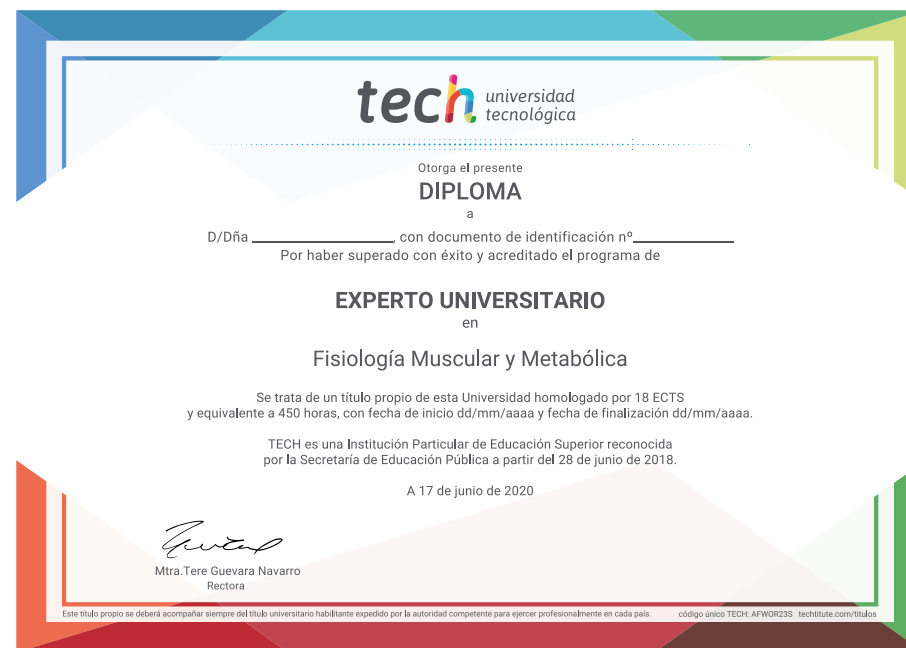 tech universidad
tecnológica
Otorga el presente
DIPLOMA
a
D/Dña ____________________, con documento de identificación nº______________
Por haber superado con éxito y acreditado el programa de
EXPERTO UNIVERSITARIO
en
Fisiología Muscular y Metabólica
Se trata de un título propio de esta Universidad homologado por 18 ECTS
y equivalente a 450 horas, con fecha de inicio dd/mm/aaaa y fecha de finalización dd/mm/aaaa.
TECH es una Institución Particular de Educación Superior reconocida
por la Secretaría de Educación Pública a partir del 28 de junio de 2018.
A 17 de junio de 2020
Mtra.Tere Guevara Navarro
Rectora
Este título propio se deberá acompañar siempre del título universitario habilitante expedido por la autoridad competente para ejercer profesionalmente en cada país. código único TECH: AFWOR23S techtitute.com/titulos